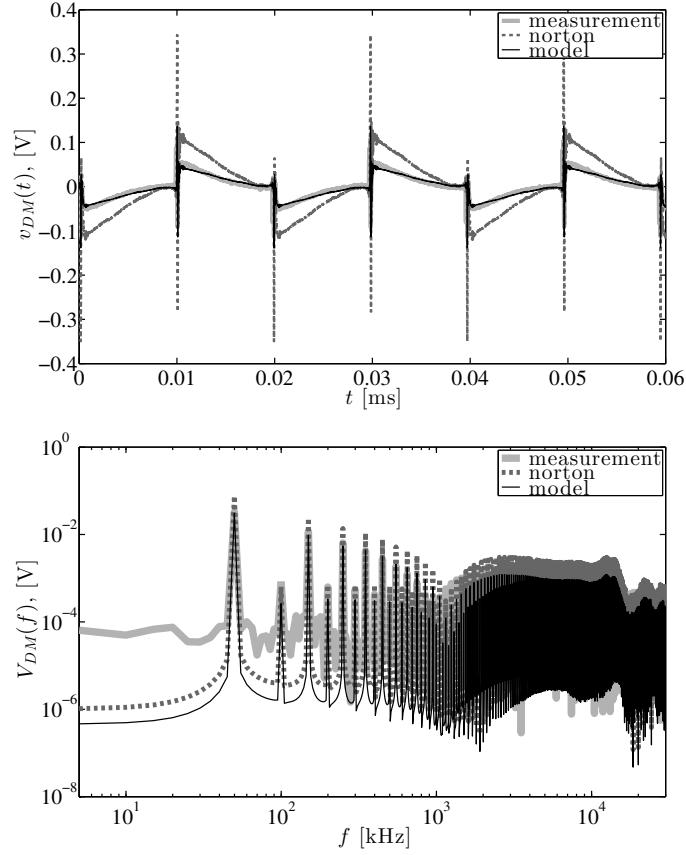 measurement
norton
model
0.4
0.3
0.2
0.1
0
−0.1
−0.2
−0.3
−0.4
v_DM(t), [V]
0 0.01 0.02 0.03 0.04 0.05 0.06
t [ms]
measurement
norton
model
10^0
10^−2
10^−4
10^−6
10^−8
V_DM(f), [V]
10^1 10^2 10^3 10^4
f [kHz]